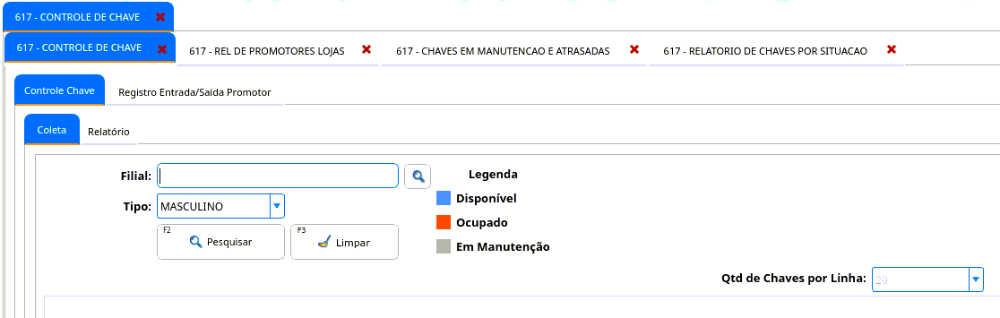 617 - CONTROLE DE CHAVE
617 - CONTROLE DE CHAVE 617 - REL DE PROMOTORES LOJAS 617 - CHAVES EM MANUTENCAO E ATRASADAS 617 - RELATORIO DE CHAVES POR SITUACAO
Controle Chave Registro Entrada/Saída Promotor
Coleta Relatório
Filial: Legenda
Disponível
Tipo: MASCULINO
Ocupado
F2 Pesquisar F3 Limpar
Em Manutenção
Qtd de Chaves por Linha: 20